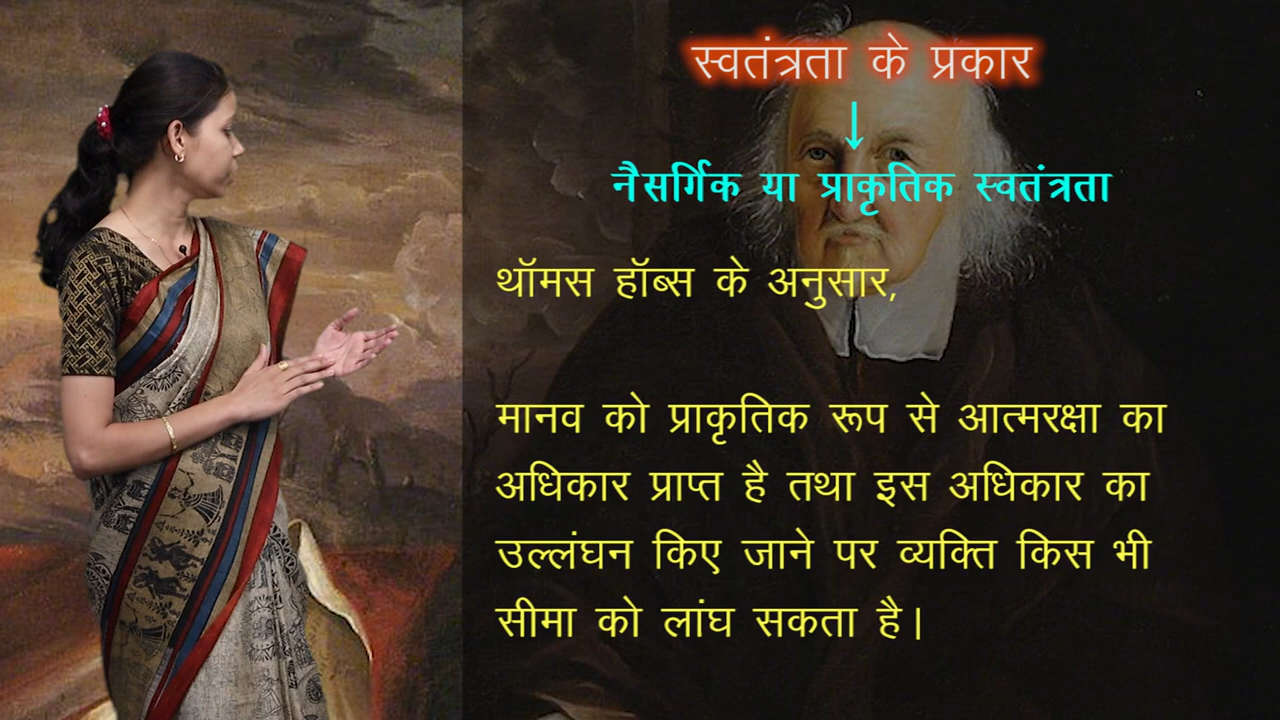 स्वतंत्रता के प्रकार
↓
नैसर्गिक या प्राकृतिक स्वतंत्रता
थॉमस हॉब्स के अनुसार,
मानव को प्राकृतिक रूप से आत्मरक्षा का
अधिकार प्राप्त है तथा इस अधिकार का
उल्लंघन किए जाने पर व्यक्ति किस भी
सीमा को लांघ सकता है।